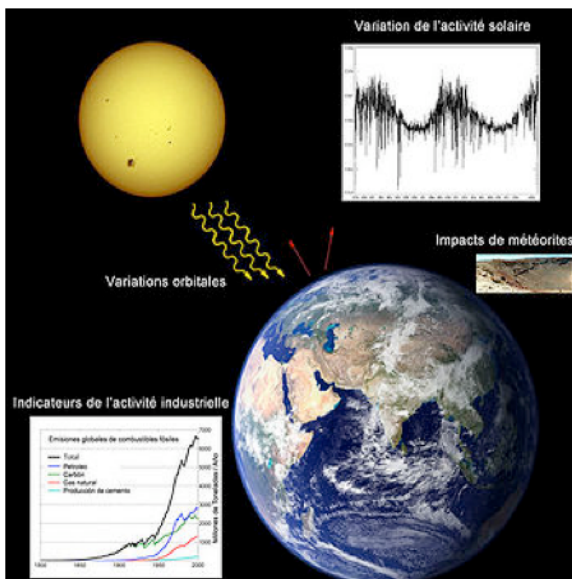 Variation de l'activité solaire
Impacts de météorites
Variations orbitales
Indicateurs de l'activité industrielle
Emisiones globales de combustibles fósiles
Total
Petroleo
Carbón
Gas natural
Producción de cemento
7000
6000
5000
4000
3000
2000
1000
Millones de Toneladas / Año
1800
1850
1900
1950
2000